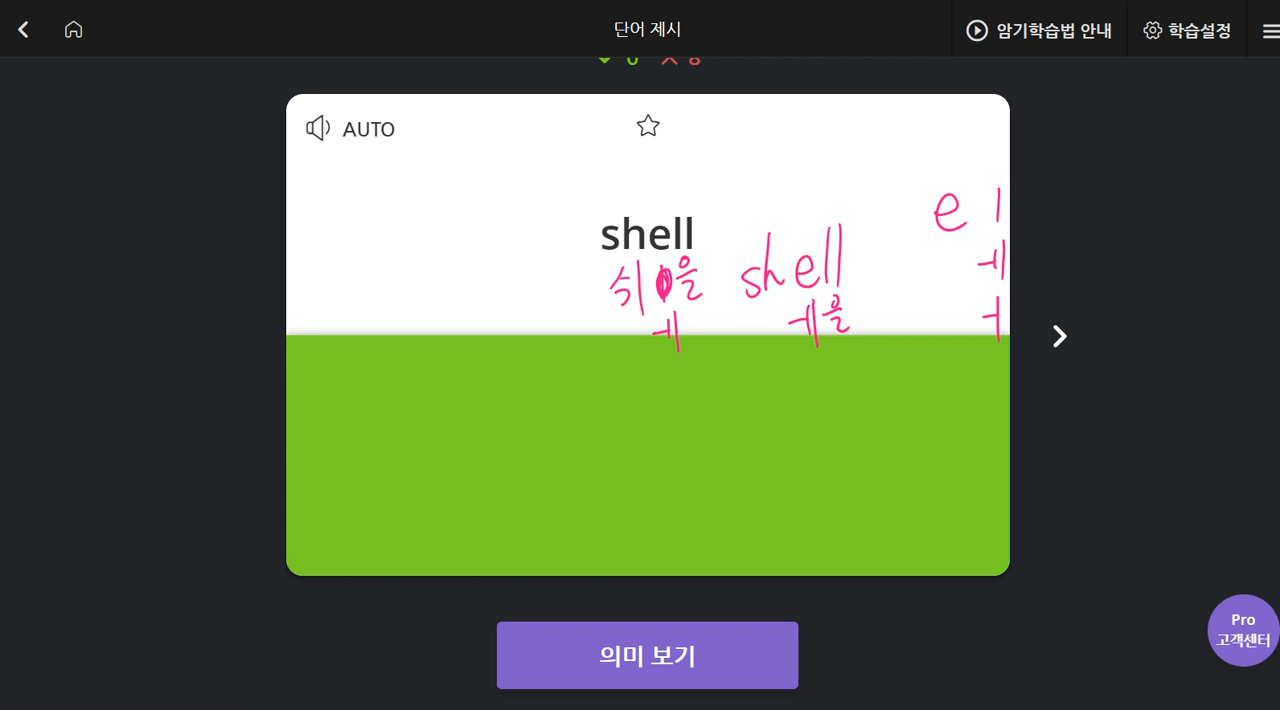 단어 제시
암기학습법 안내
학습설정
AUTO
shell
e l
shell
쉬 을
ㅔ
ㅔ을
ㅔ
ㅓ
의미 보기
Pro
고객센터